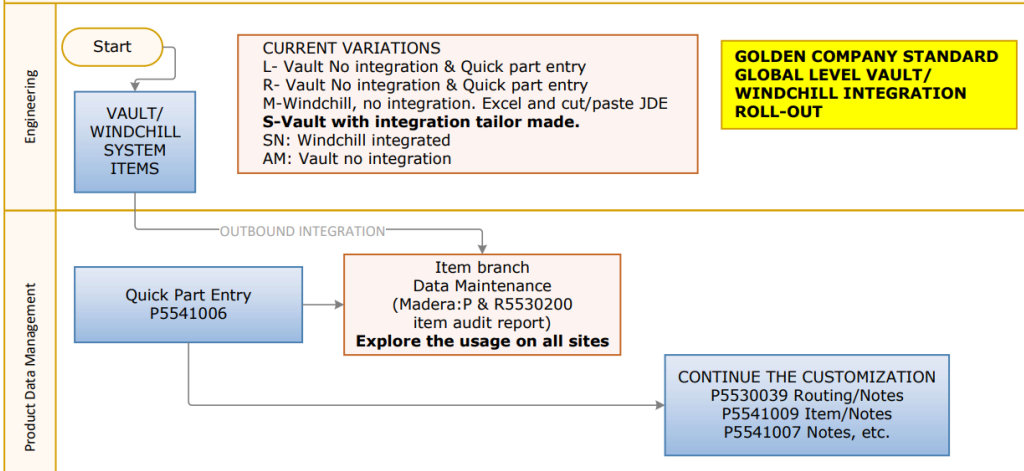 Engineering
Start
VAULT/
WINDCHILL
SYSTEM
ITEMS
CURRENT VARIATIONS
L- Vault No integration & Quick part entry
R- Vault No integration & Quick part entry
M-Windchill, no integration. Excel and cut/paste JDE
S-Vault with integration tailor made.
SN: Windchill integrated
AM: Vault no integration
GOLDEN COMPANY STANDARD
GLOBAL LEVEL VAULT/
WINDCHILL INTEGRATION
ROLL-OUT
Product Data Management
OUTBOUND INTEGRATION
Quick Part Entry
P5541006
Item branch
Data Maintenance
(Madera:P & R5530200
item audit report)
Explore the usage on all sites
CONTINUE THE CUSTOMIZATION
P5530039 Routing/Notes
P5541009 Item/Notes
P5541007 Notes, etc.